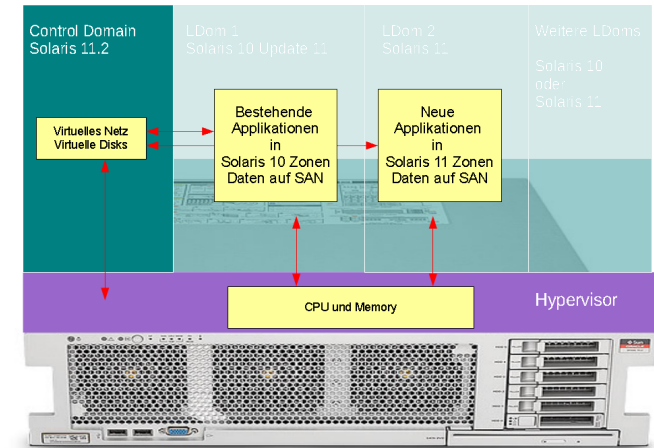 Control Domain
Solaris 11.2
LDom 1
Solaris 10 Update 11
LDom 2
Solaris 11
Weitere LDoms
Solaris 10
oder
Solaris 11
Virtuelles Netz
Virtuelle Disks
Bestehende
Applikationen
in
Solaris 10 Zonen
Daten auf SAN
Neue
Applikationen
in
Solaris 11 Zonen
Daten auf SAN
CPU und Memory
Hypervisor
Sun